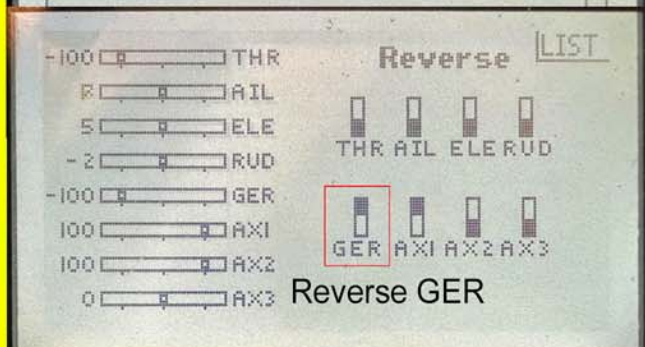 -100 THR
AIL
5 ELE
-2 RUD
-100 GER
100 AX1
100 AX2
0 AX3
Reverse LIST
THR AIL ELE RUD
GER AX1 AX2 AX3
Reverse GER